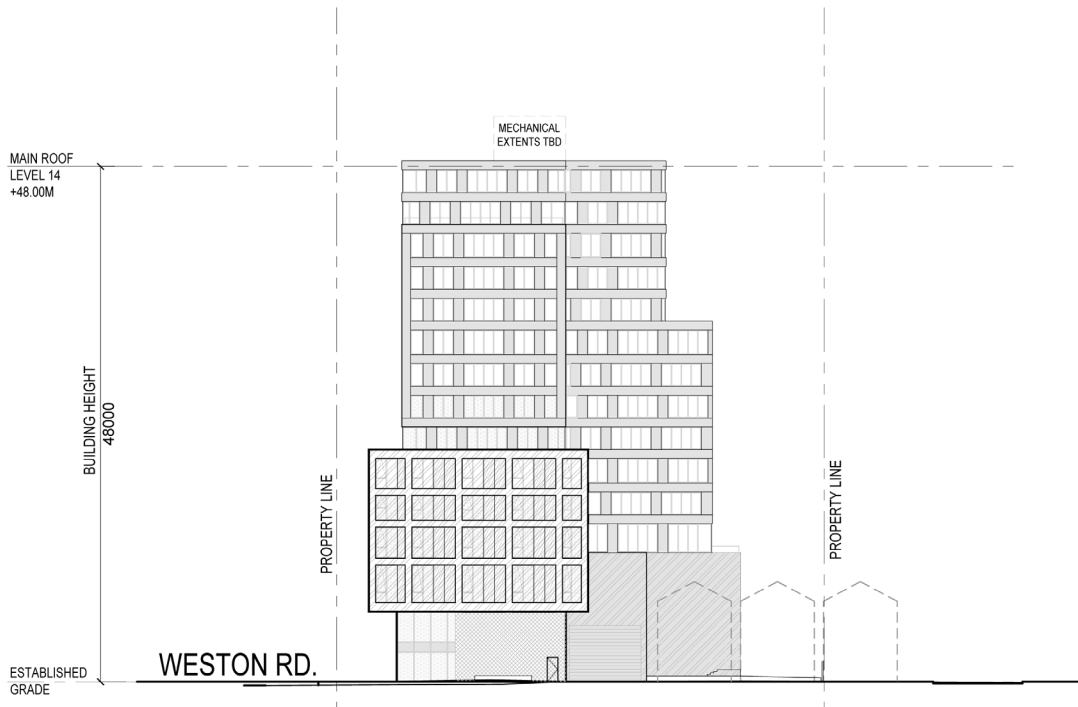 MECHANICAL
EXTENTS TBD
MAIN ROOF
LEVEL 14
+48.00M
BUILDING HEIGHT
48000
PROPERTY LINE
PROPERTY LINE
WESTON RD.
ESTABLISHED
GRADE